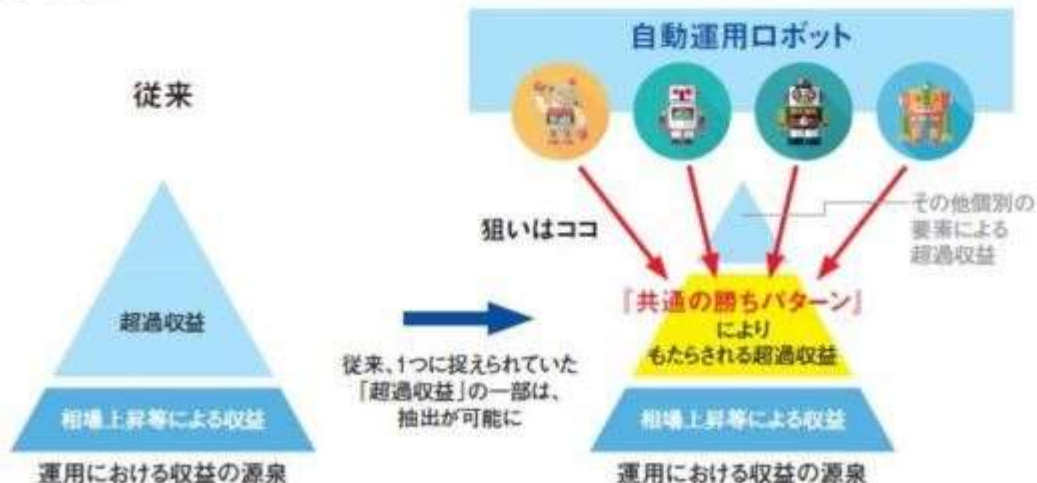 従来
超過収益
相場上昇等による収益
運用における収益の源泉
従来、1つに捉えられていた
「超過収益」の一部は、
抽出が可能に
自動運用ロボット
狙いはココ
その他個別の
要素による
超過収益
『共通の勝ちパターン』
により
もたらされる超過収益
相場上昇等による収益
運用における収益の源泉